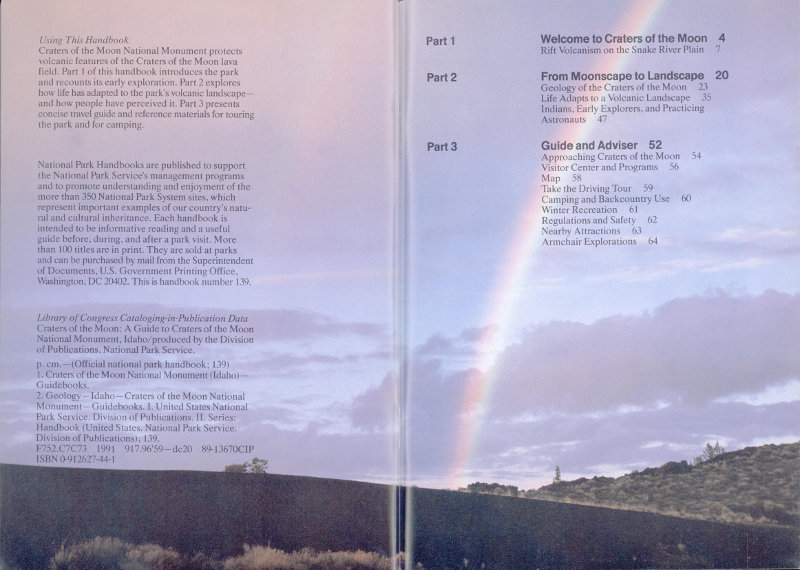 Using This Handbook
Craters of the Moon National Monument protects
volcanic features of the Craters of the Moon lava
field. Part 1 of this handbook introduces the park
and recounts its early exploration. Part 2 explores
how life has adapted to the park's volcanic landscape—
and how people have perceived it. Part 3 presents
concise travel guide and reference materials for touring
the park and for camping.
National Park Handbooks are published to support
the National Park Service's management programs
and to promote understanding and enjoyment of the
more than 350 National Park System sites, which
represent important examples of our country's natu-
ral and cultural inheritance. Each handbook is
intended to be informative reading and a useful
guide before, during, and after a park visit. More
than 100 titles are in print. They are sold at parks
and can be purchased by mail from the Superintendent
of Documents, U.S. Government Printing Office,
Washington, DC 20402. This is handbook number 139.
Library of Congress Cataloging-in-Publication Data
Craters of the Moon: A Guide to Craters of the Moon
National Monument, Idaho/produced by the Division
of Publications, National Park Service.
p. cm.—(Official national park handbook; 139)
1. Craters of the Moon National Monument (Idaho)—
Guidebooks.
2. Geology—Idaho—Craters of the Moon National
Monument—Guidebooks. I. United States National
Park Service. Division of Publications. II. Series:
Handbook (United States. National Park Service.
Division of Publications); 139.
F752.C7C73 1991 917.96'59—dc20 89-13670CIP
ISBN 0-912627-44-1
Part 1 Welcome to Craters of the Moon 4
Rift Volcanism on the Snake River Plain 7
Part 2 From Moonscape to Landscape 20
Geology of the Craters of the Moon 23
Life Adapts to a Volcanic Landscape 35
Indians, Early Explorers, and Practicing
Astronauts 47
Part 3 Guide and Adviser 52
Approaching Craters of the Moon 54
Visitor Center and Programs 56
Map 58
Take the Driving Tour 59
Camping and Backcountry Use 60
Winter Recreation 61
Regulations and Safety 62
Nearby Attractions 63
Armchair Explorations 64